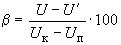 β = (U − U′)/(Uк − Uп) · 100